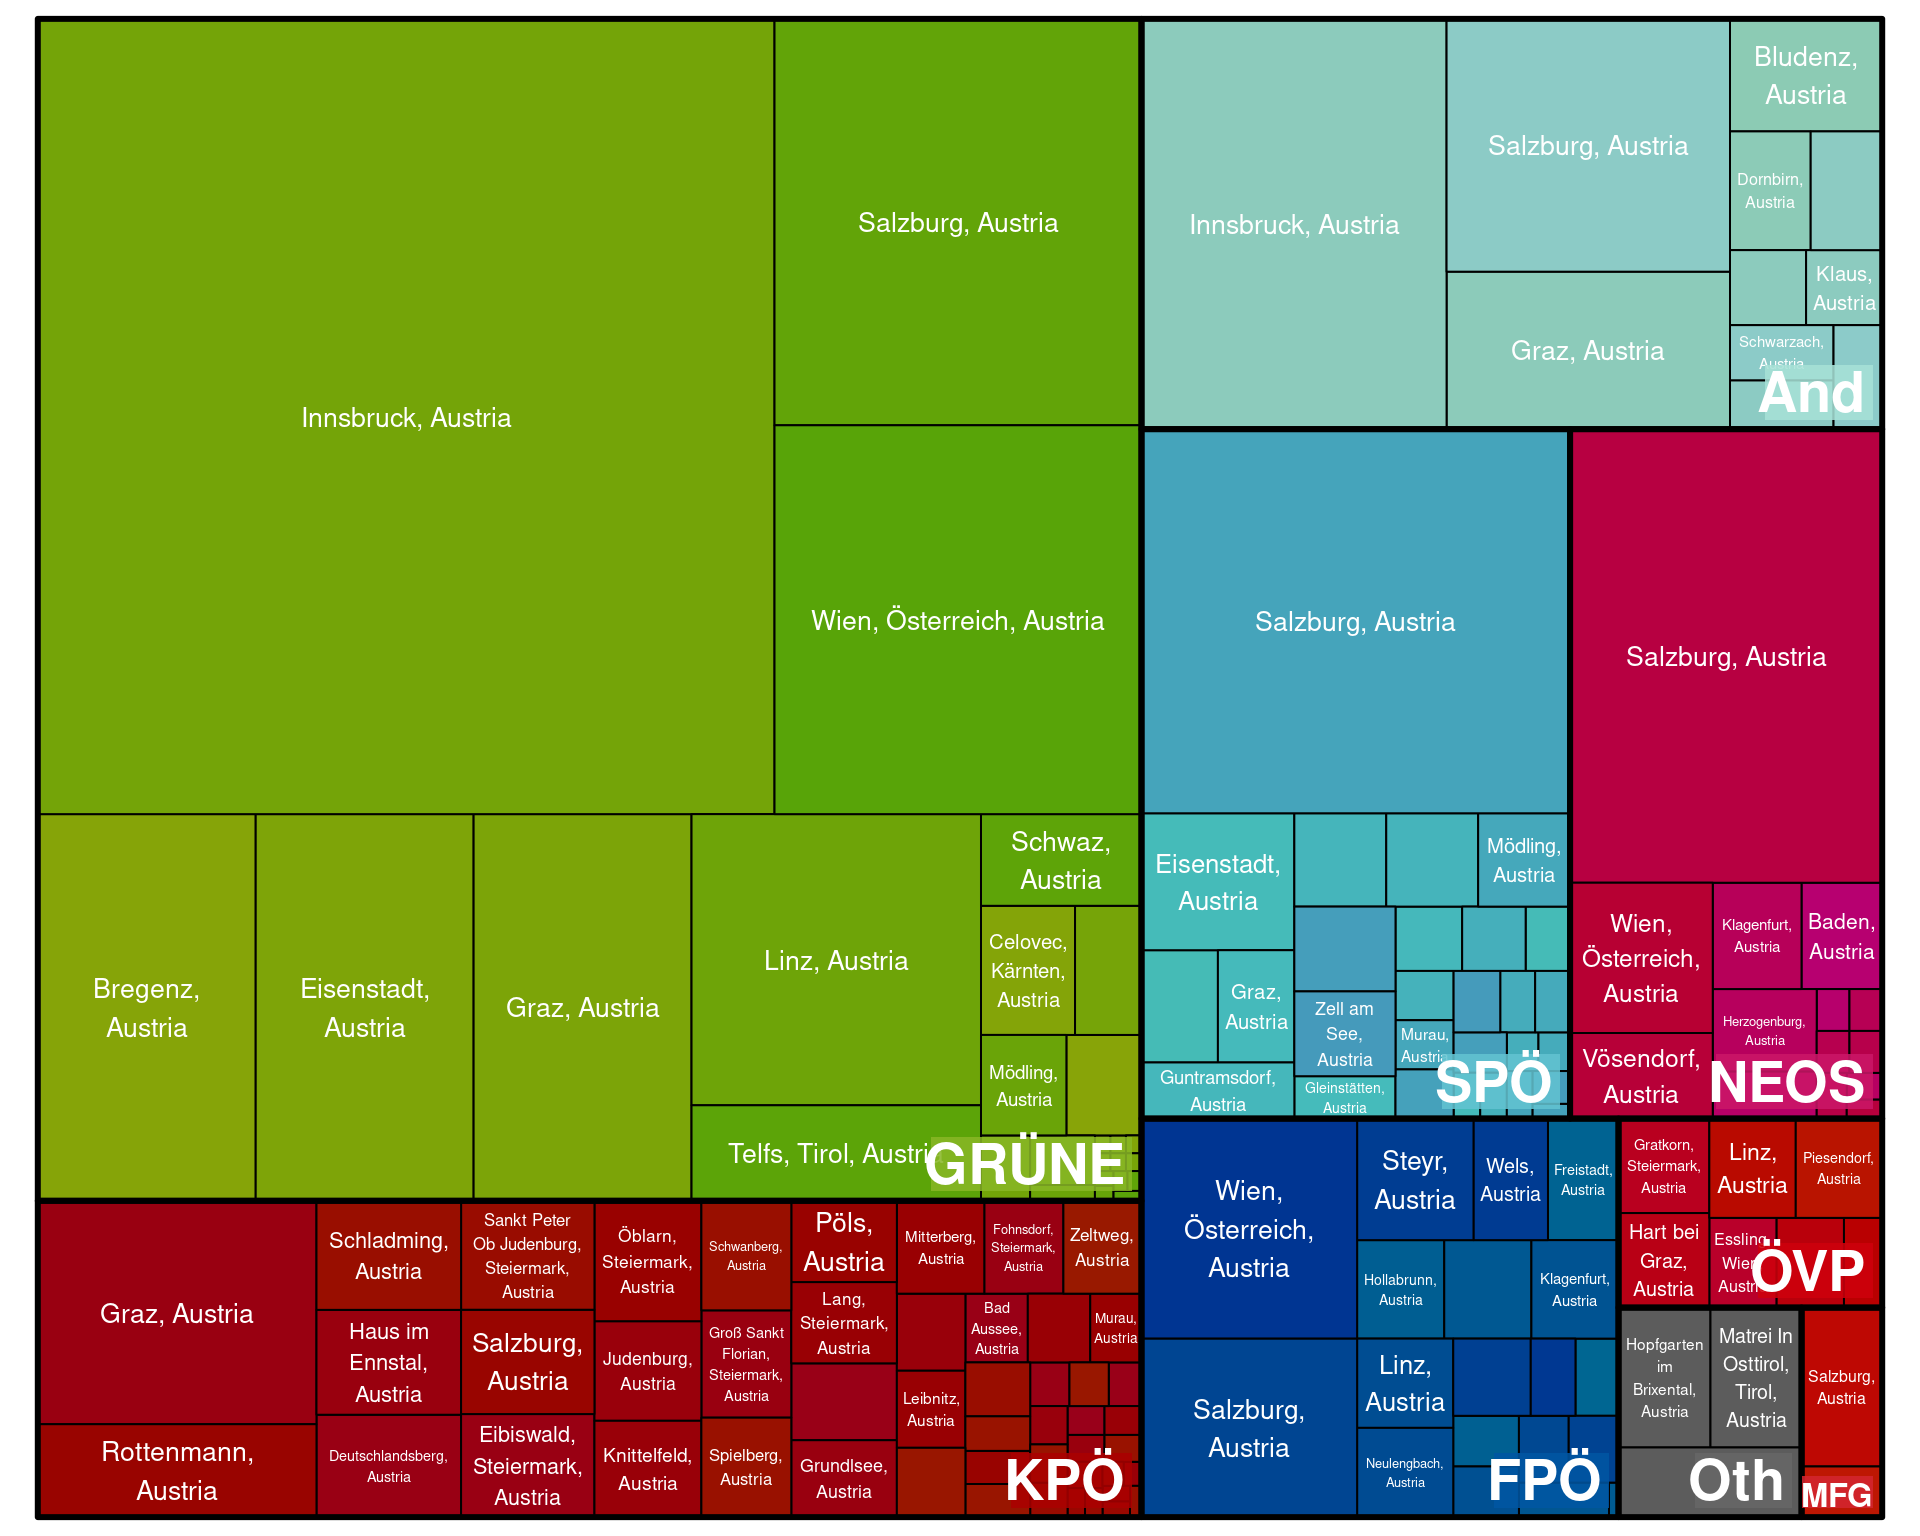 Innsbruck, Austria
Salzburg, Austria
Wien, Österreich, Austria
Bregenz,
Austria
Eisenstadt,
Austria
Graz, Austria
Linz, Austria
Telfs, Tirol, Austria
Schwaz,
Austria
Celovec,
Kärnten,
Austria
Mödling,
Austria
GRÜNE
Innsbruck, Austria
Salzburg, Austria
Graz, Austria
Bludenz,
Austria
Dornbirn,
Austria
Klaus,
Austria
Schwarzach,
Austria
And
Salzburg, Austria
Eisenstadt,
Austria
Graz,
Austria
Guntramsdorf,
Austria
Mödling,
Austria
Zell am
See,
Austria
Gleinstätten,
Austria
Murau,
Austria
SPÖ
Salzburg, Austria
Wien,
Österreich,
Austria
Vösendorf,
Austria
Klagenfurt,
Austria
Baden,
Austria
Herzogenburg,
Austria
NEOS
Graz, Austria
Rottenmann,
Austria
Schladming,
Austria
Haus im
Ennstal,
Austria
Deutschlandsberg,
Austria
Sankt Peter
Ob Judenburg,
Steiermark,
Austria
Salzburg,
Austria
Eibiswald,
Steiermark,
Austria
Öblarn,
Steiermark,
Austria
Judenburg,
Austria
Knittelfeld,
Austria
Schwanberg,
Austria
Groß Sankt
Florian,
Steiermark,
Austria
Spielberg,
Austria
Pöls,
Austria
Lang,
Steiermark,
Austria
Grundlsee,
Austria
Mitterberg,
Austria
Fohnsdorf,
Steiermark,
Austria
Zeltweg,
Austria
Bad
Aussee,
Austria
Murau,
Austria
Leibnitz,
Austria
KPÖ
Wien,
Österreich,
Austria
Salzburg,
Austria
Steyr,
Austria
Wels,
Austria
Freistadt,
Austria
Hollabrunn,
Austria
Klagenfurt,
Austria
Linz,
Austria
Neulengbach,
Austria
FPÖ
Gratkorn,
Steiermark,
Austria
Hart bei
Graz,
Austria
Linz,
Austria
Piesendorf,
Austria
Essling,
Wien,
Austria
ÖVP
Hopfgarten
im
Brixental,
Austria
Matrei In
Osttirol,
Tirol,
Austria
Oth
Salzburg,
Austria
MFG